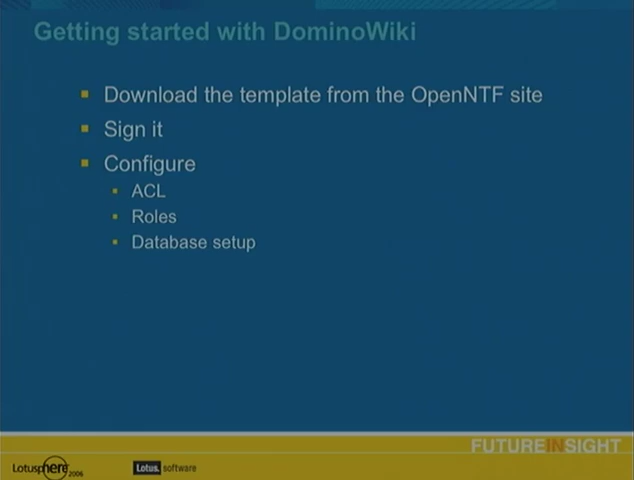 Getting started with DominoWiki
Download the template from the OpenNTF site
Sign it
Configure
ACL
Roles
Database setup
FUTUREINSIGHT
Lotusphere 2006
Lotus. software